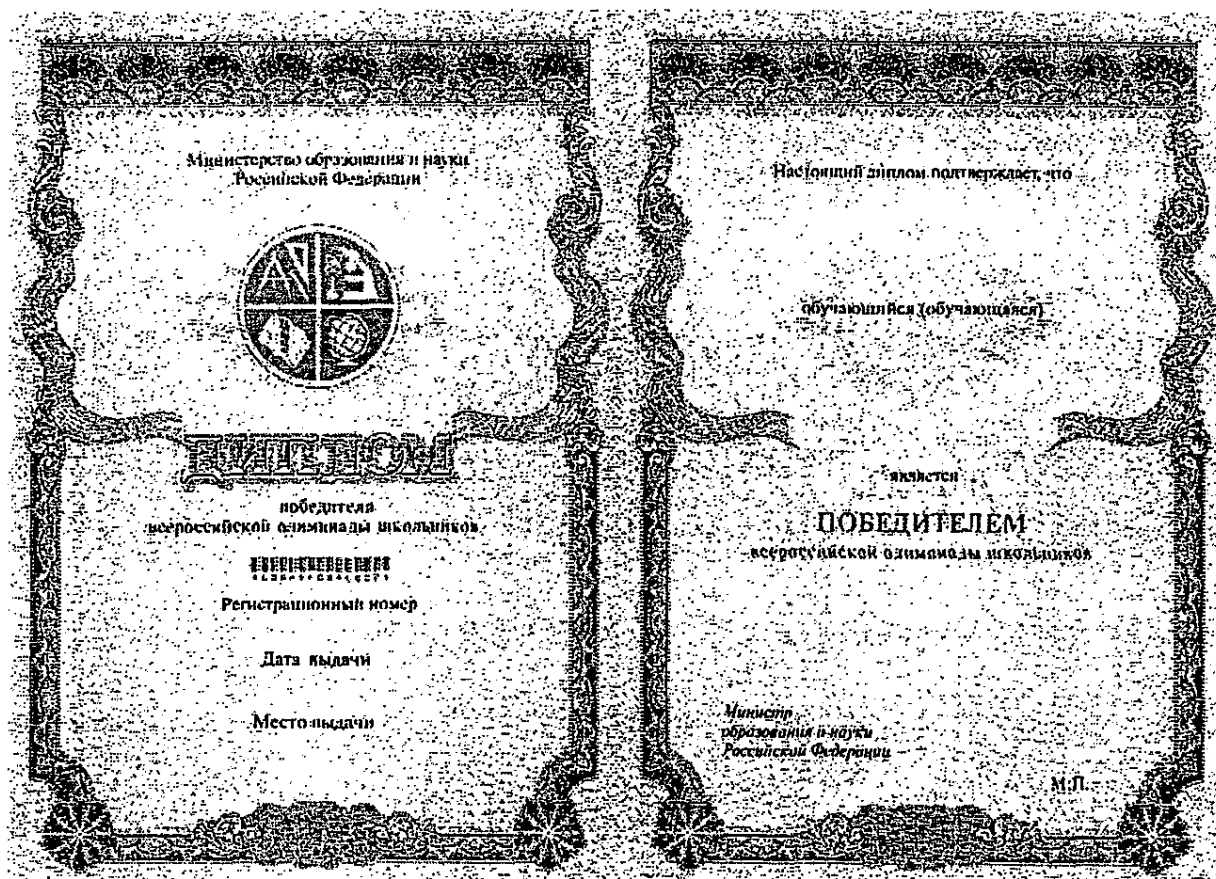 Министерство образования и науки
Российской Федерации
ДИПЛОМ
победителя
всероссийской олимпиады школьников
Регистрационный номер
Дата выдачи
Место выдачи
Настоящий диплом подтверждает, что
обучающийся (обучающаяся)
является
ПОБЕДИТЕЛЕМ
всероссийской олимпиады школьников
Министр
образования и науки
Российской Федерации
М.П.